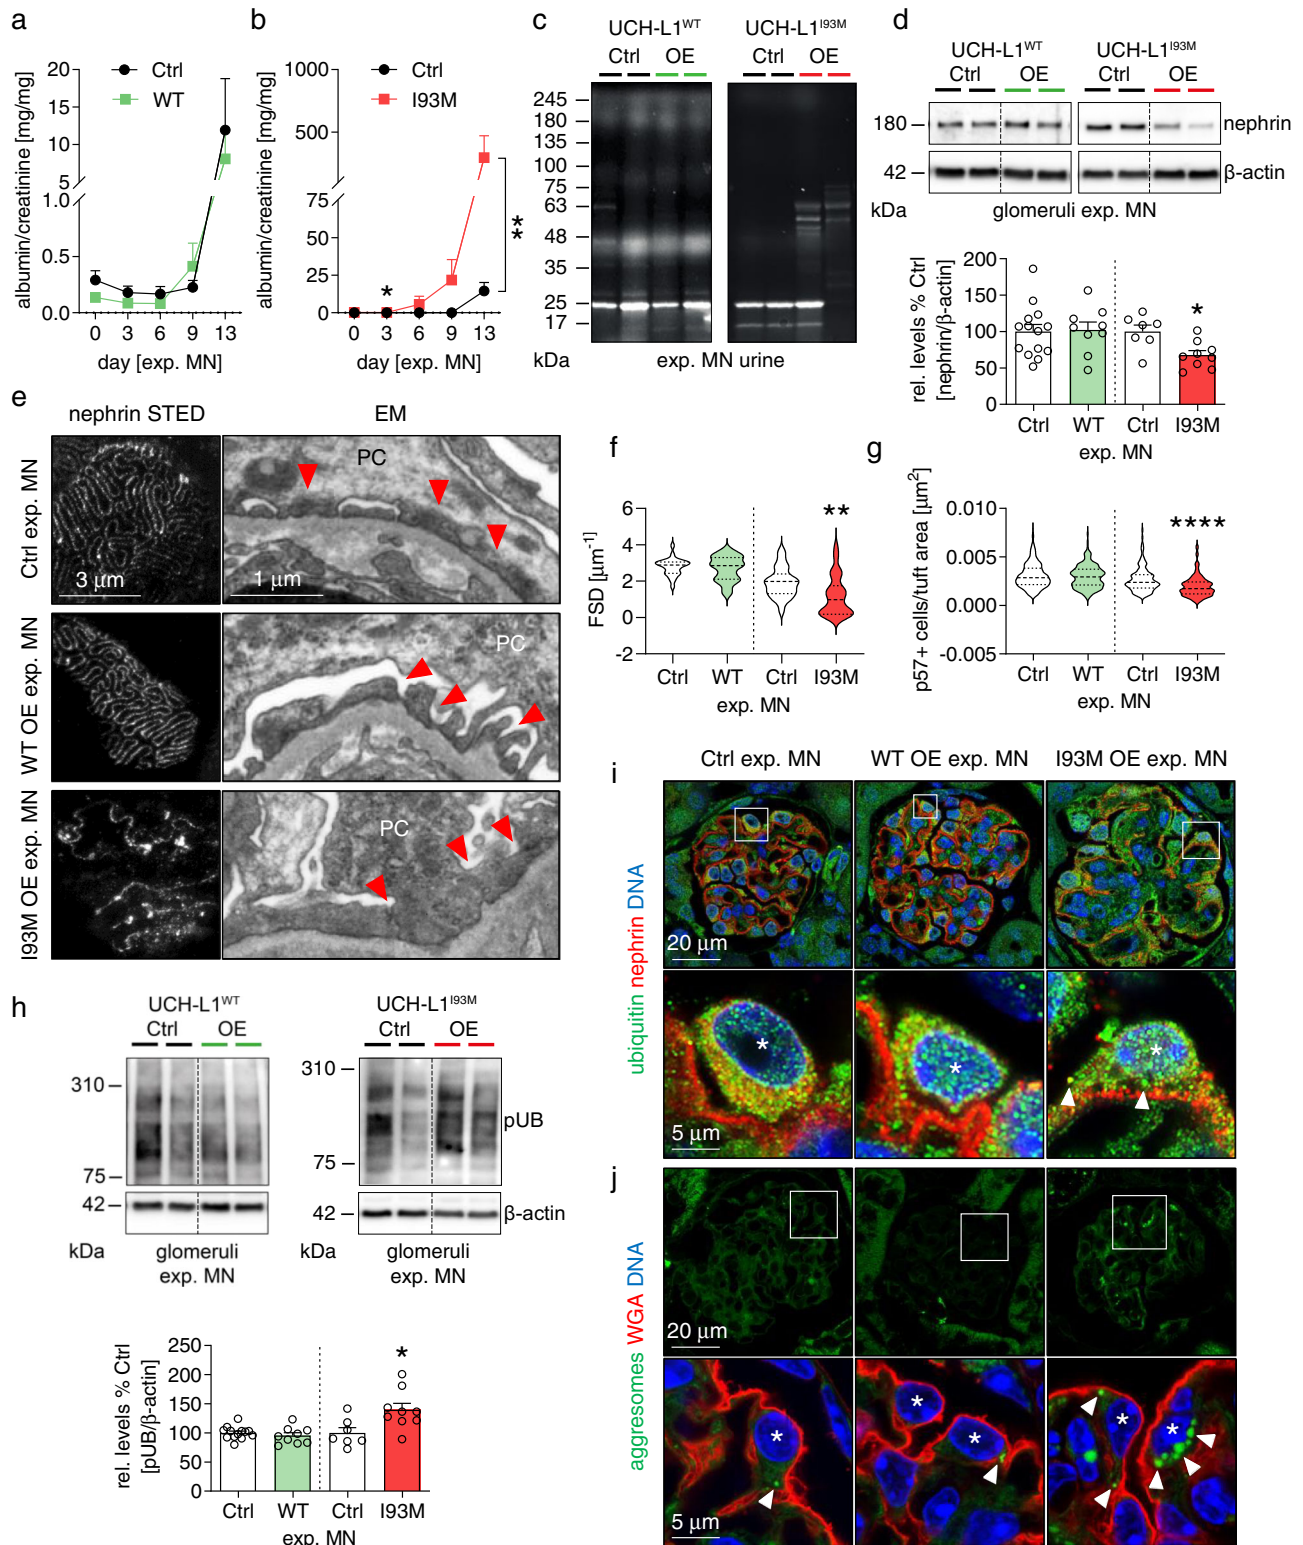 a
20
15
10
5
1.0
0.5
0.0
albumin/creatinine [mg/mg]
Ctrl
WT
0 3 6 9 13
day [exp. MN]
b
1000
500
75
50
25
0
albumin/creatinine [mg/mg]
Ctrl
I93M
*
**
0 3 6 9 13
day [exp. MN]
c
UCH-L1WT UCH-L1I93M
Ctrl OE Ctrl OE
245
180
135
100
75
63
48
35
25
17
kDa
exp. MN urine
d
UCH-L1WT UCH-L1I93M
Ctrl OE Ctrl OE
180 nephrin
42 β-actin
kDa
glomeruli exp. MN
rel. levels % Ctrl
[nephrin/β-actin]
200
150
100
50
0
*
Ctrl WT Ctrl I93M
exp. MN
e
nephrin STED EM
Ctrl exp. MN
PC
3 μm 1 μm
WT OE exp. MN
PC
I93M OE exp. MN
PC
f
FSD [μm-1]
6
4
2
0
-2
**
Ctrl WT Ctrl I93M
exp. MN
g
p57+ cells/tuft area [μm2]
0.010
0.005
0.000
-0.005
****
Ctrl WT Ctrl I93M
exp. MN
h
UCH-L1WT UCH-L1I93M
Ctrl OE Ctrl OE
310 310
pUB
75 75
42 42 β-actin
kDa glomeruli kDa glomeruli
exp. MN exp. MN
rel. levels % Ctrl
[pUB/β-actin]
250
200
150
100
50
0
*
Ctrl WT Ctrl I93M
exp. MN
i
Ctrl exp. MN WT OE exp. MN I93M OE exp. MN
ubiquitin nephrin DNA
20 μm
* * *
5 μm
j
aggresomes WGA DNA
20 μm
* * * * *
5 μm